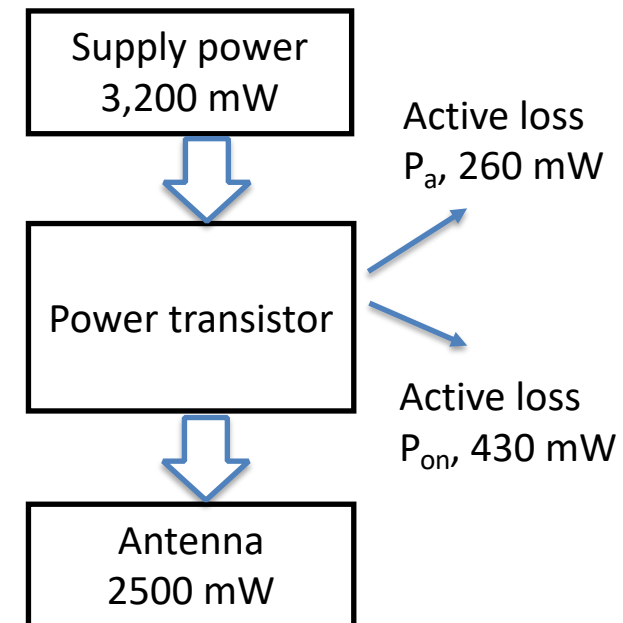 Supply power
3,200 mW
Active loss
Pₐ, 260 mW
Power transistor
Active loss
Pₒₙ, 430 mW
Antenna
2500 mW